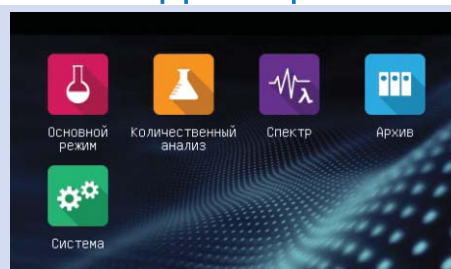 λ
Основной
режим
Количественный
анализ
Спектр
Архив
Система